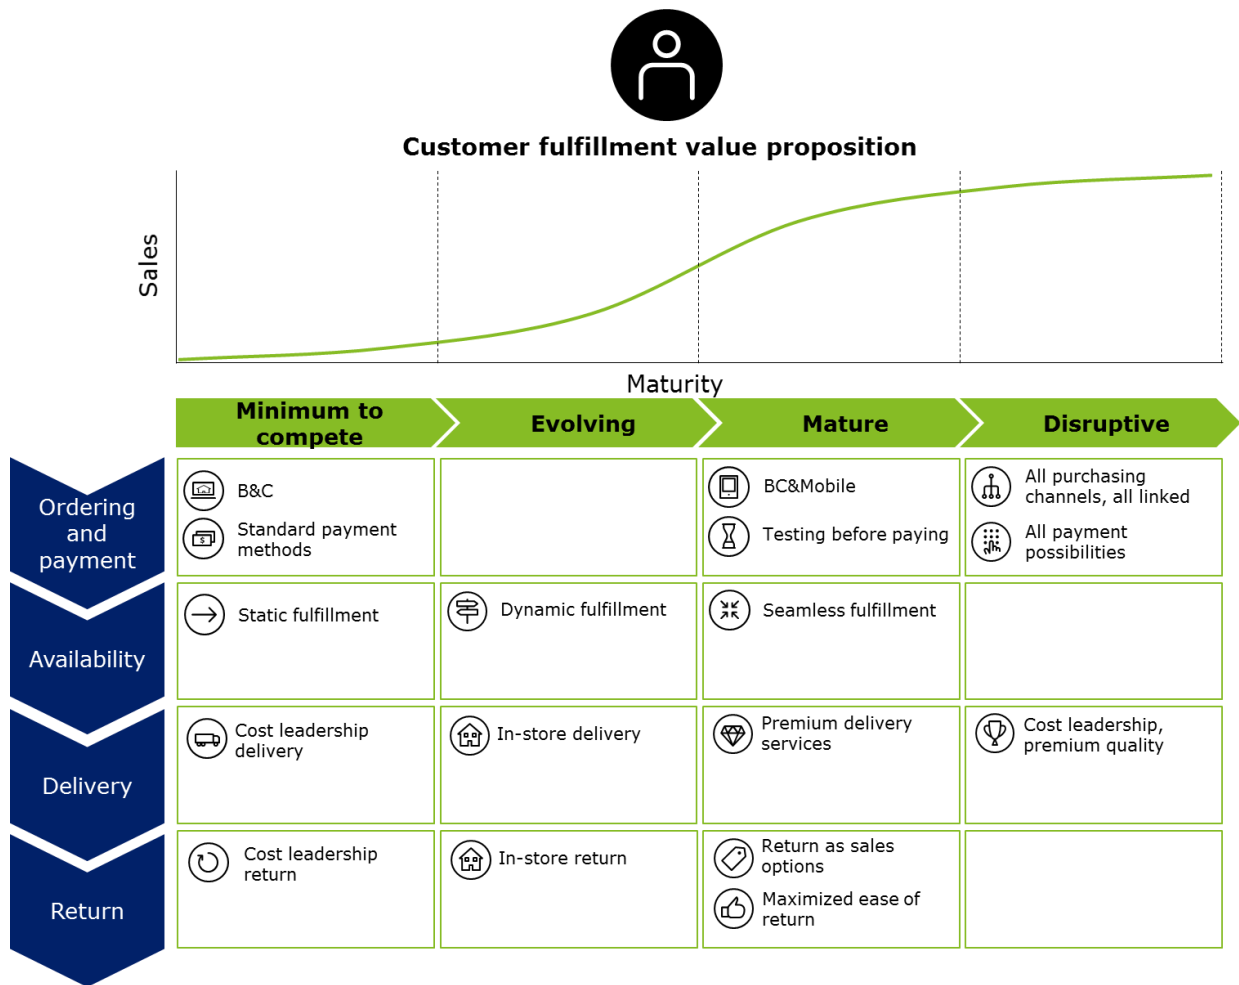 Customer fulfillment value proposition
Sales
Maturity
Minimum to
compete
Evolving
Mature
Disruptive
Ordering
and
payment
B&C
Standard payment
methods
BC&Mobile
Testing before paying
All purchasing
channels, all linked
All payment
possibilities
Availability
Static fulfillment
Dynamic fulfillment
Seamless fulfillment
Delivery
Cost leadership
delivery
In-store delivery
Premium delivery
services
Cost leadership,
premium quality
Return
Cost leadership
return
In-store return
Return as sales
options
Maximized ease of
return